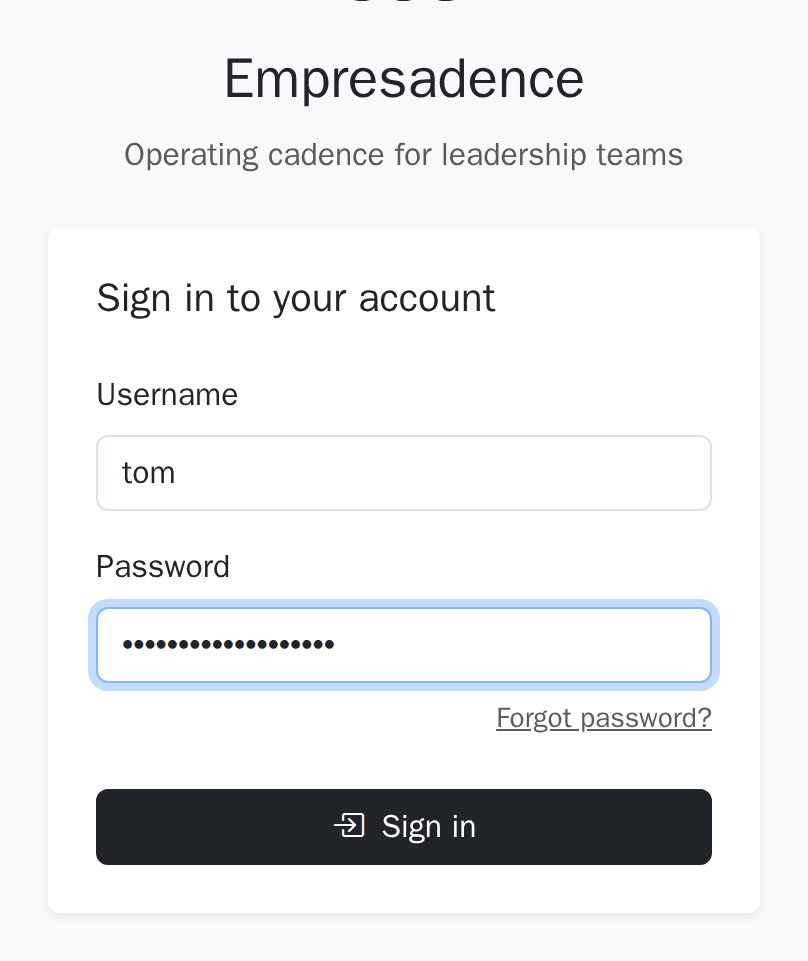 Empresadence
Operating cadence for leadership teams
Sign in to your account
Username
tom
Password
•••••••••••••••••••
Forgot password?
Sign in